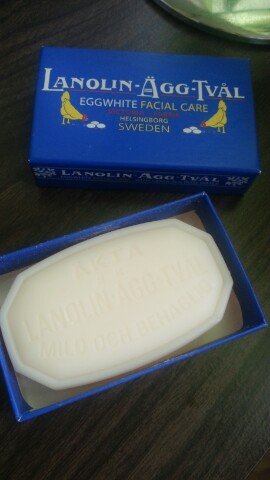 LANOLIN-ÄGG-TVÅL
EGGWHITE FACIAL CARE
HELSINGBORG
SWEDEN
LANOLIN-ÄGG-TVÅL
ÄKTA
LANOLIN-ÄGG-TVÅL
MILD OCH BEHAGLIG